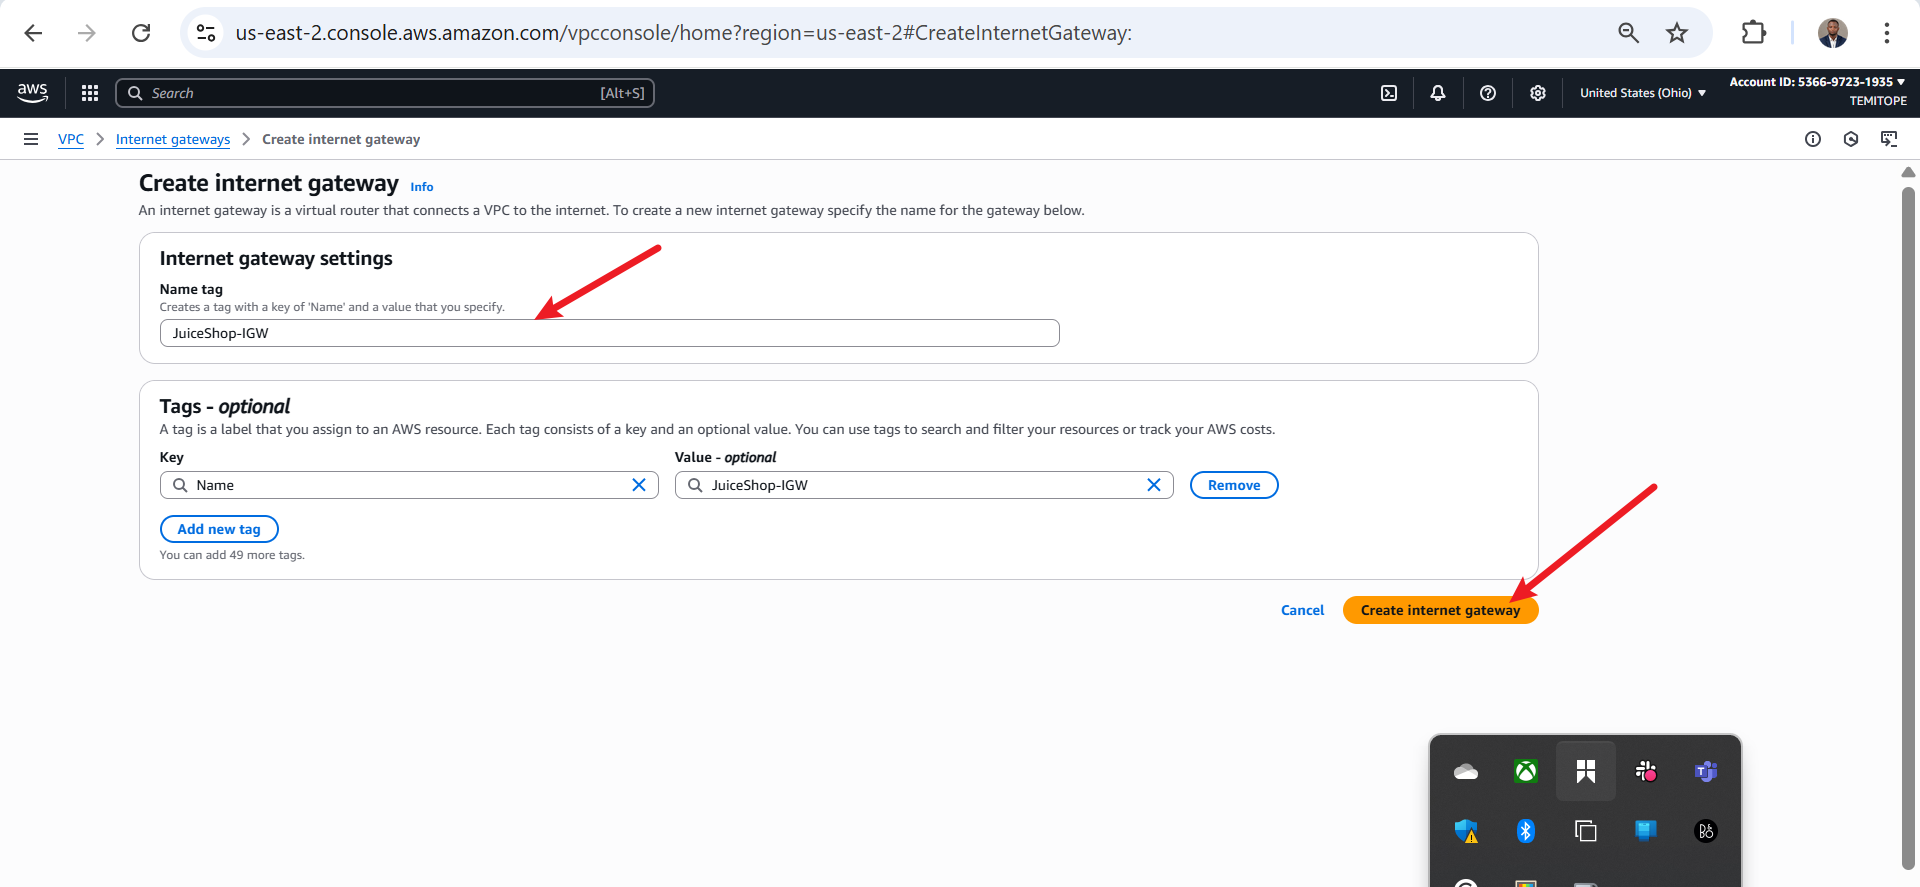 us-east-2.console.aws.amazon.com/vpcconsole/home?region=us-east-2#CreateInternetGateway:
aws
Search
[Alt+S]
United States (Ohio)
Account ID: 5366-9723-1935
TEMITOPE
VPC
Internet gateways
Create internet gateway
Create internet gateway Info
An internet gateway is a virtual router that connects a VPC to the internet. To create a new internet gateway specify the name for the gateway below.
Internet gateway settings
Name tag
Creates a tag with a key of 'Name' and a value that you specify.
JuiceShop-IGW
Tags - optional
A tag is a label that you assign to an AWS resource. Each tag consists of a key and an optional value. You can use tags to search and filter your resources or track your AWS costs.
Key
Value - optional
Name
JuiceShop-IGW
Remove
Add new tag
You can add 49 more tags.
Cancel
Create internet gateway